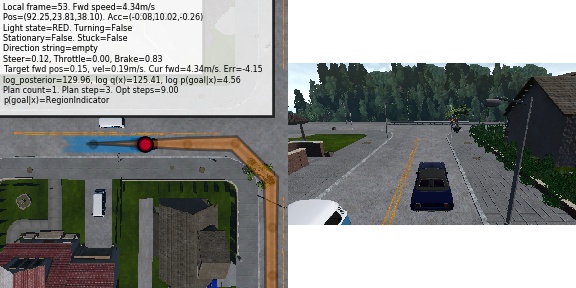 Local frame=53. Fwd speed=4.34m/s
Pos=(92.25,23.81,38.10). Acc=(-0.08,10.02,-0.26)
Light state=RED. Turning=False
Stationary=False. Stuck=False
Direction string=empty
Steer=0.12, Throttle=0.00, Brake=0.83
Target fwd pos=0.15, vel=0.19m/s. Cur fwd=4.34m/s. Err=-4.15
log_posterior=129.96, log q(x)=125.41, log p(goal|x)=4.56
Plan count=1. Plan step=3. Opt steps=9.00
p(goal|x)=RegionIndicator